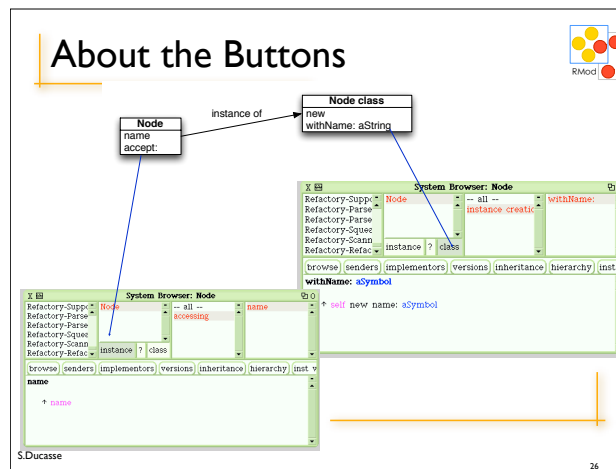 About the Buttons
RMod
Node class
new
withName: aString
instance of
Node
name
accept:
System Browser: Node
Refactory-Suppo
Refactory-Parse
Refactory-Parse
Refactory-Squea
Refactory-Scann
Refactory-Refac
Node
instance ? class
-- all --
instance creatic
withName:
browse senders implementors versions inheritance hierarchy inst
withName: aSymbol
↑ self new name: aSymbol
System Browser: Node
Refactory-Suppo
Refactory-Parse
Refactory-Parse
Refactory-Squea
Refactory-Scann
Refactory-Refac
Node
instance ? class
-- all --
accessing
name
browse senders implementors versions inheritance hierarchy inst v
name
↑ name
S.Ducasse
26